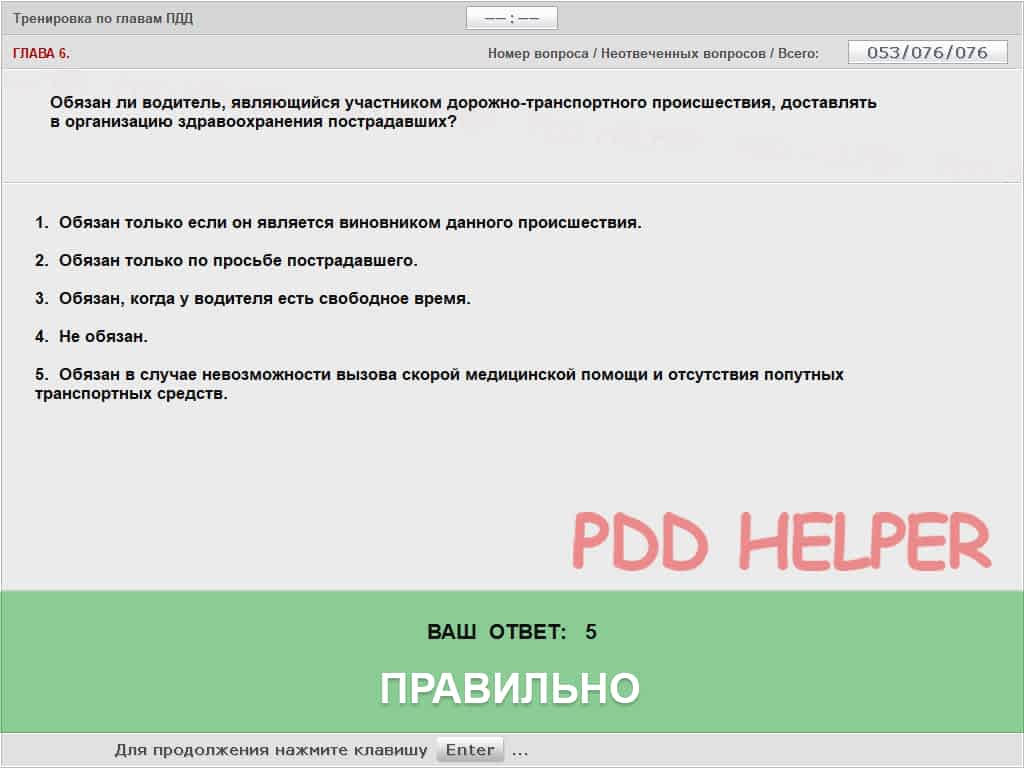 Тренировка по главам ПДД
––:––
ГЛАВА 6.
Номер вопроса / Неотвеченных вопросов / Всего:
053/076/076
Обязан ли водитель, являющийся участником дорожно-транспортного происшествия, доставлять
в организацию здравоохранения пострадавших?
1. Обязан только если он является виновником данного происшествия.
2. Обязан только по просьбе пострадавшего.
3. Обязан, когда у водителя есть свободное время.
4. Не обязан.
5. Обязан в случае невозможности вызова скорой медицинской помощи и отсутствия попутных
транспортных средств.
PDD HELPER
ВАШ ОТВЕТ: 5
ПРАВИЛЬНО
Для продолжения нажмите клавишу Enter ...